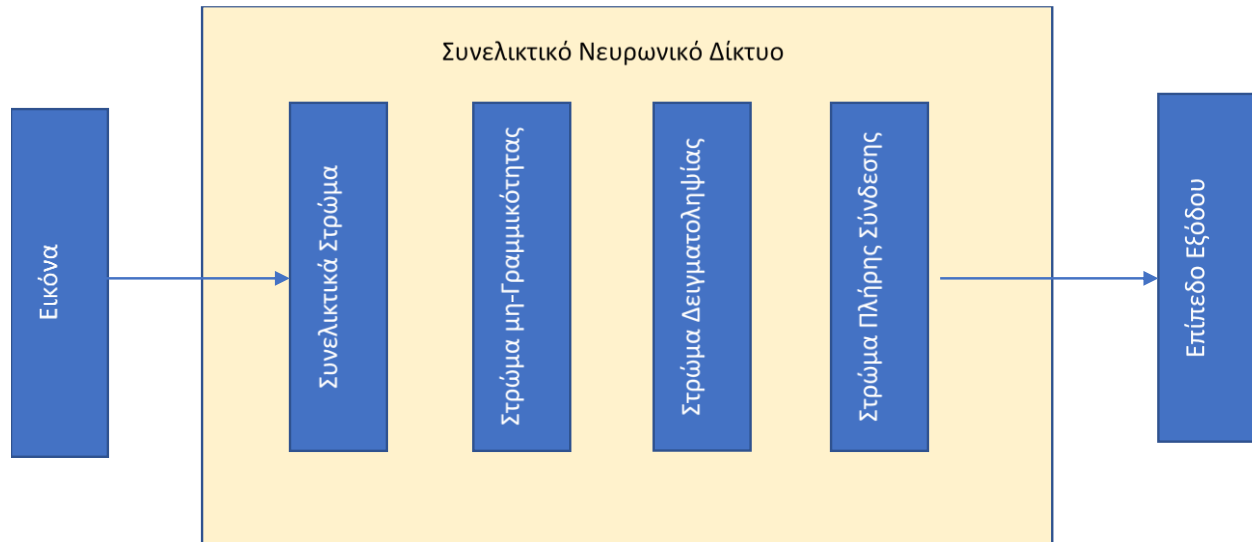 Συνελικτικό Νευρωνικό Δίκτυο
Εικόνα
Συνελικτικά Στρώμα
Στρώμα μη-Γραμμικότητας
Στρώμα Δειγματοληψίας
Στρώμα Πλήρης Σύνδεσης
Επίπεδο Εξόδου